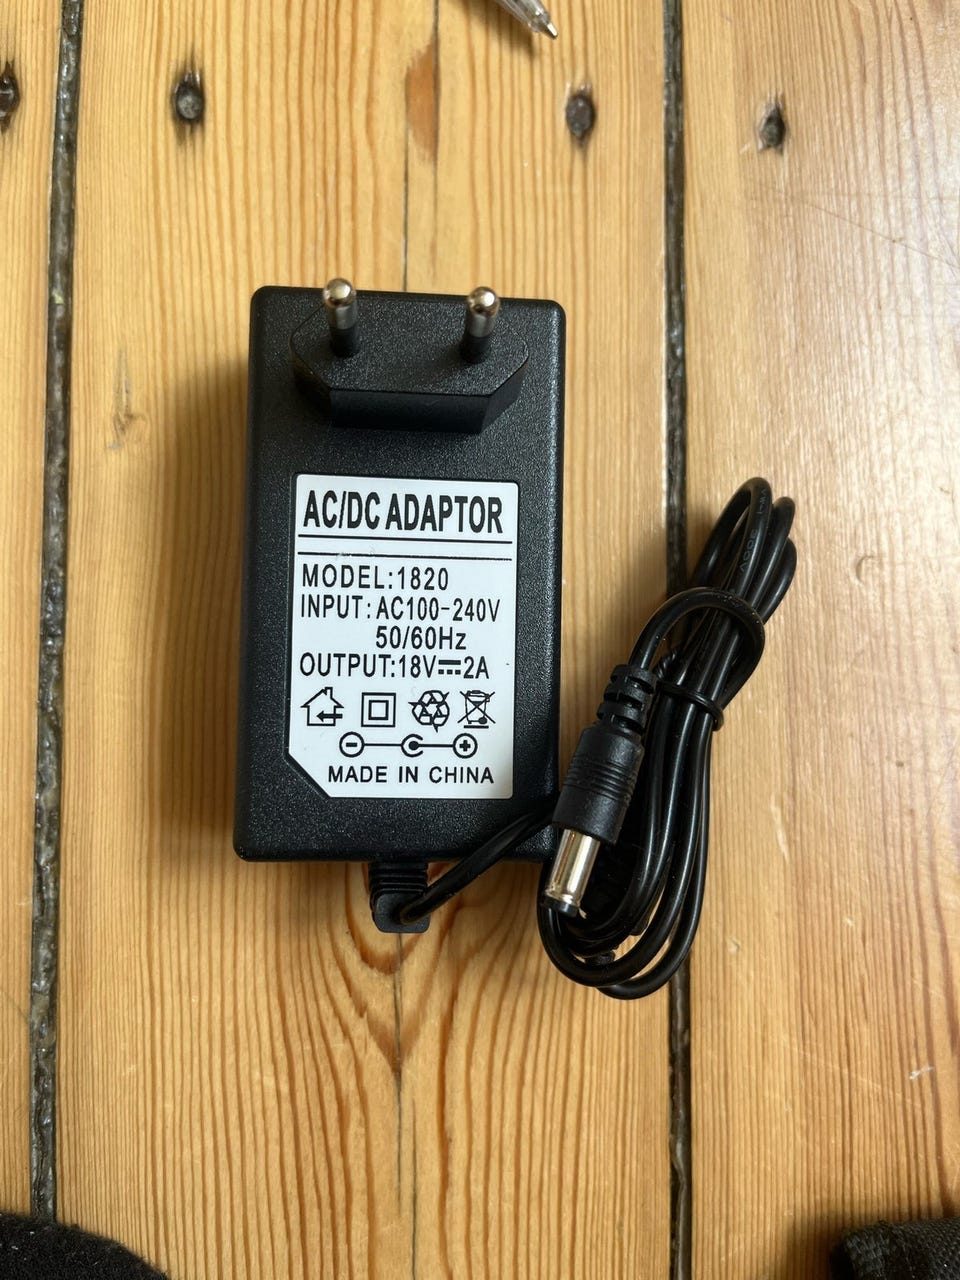 AC/DC ADAPTOR
MODEL:1820
INPUT:AC100-240V
50/60Hz
OUTPUT:18V⎓2A
MADE IN CHINA